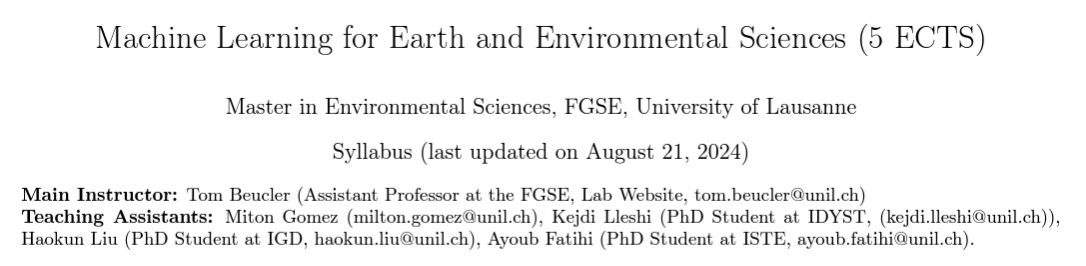 Machine Learning for Earth and Environmental Sciences (5 ECTS)
Master in Environmental Sciences, FGSE, University of Lausanne
Syllabus (last updated on August 21, 2024)
Main Instructor: Tom Beucler (Assistant Professor at the FGSE, Lab Website, tom.beucler@unil.ch)
Teaching Assistants: Miton Gomez (milton.gomez@unil.ch), Kejdi Lleshi (PhD Student at IDYST, (kejdi.lleshi@unil.ch)),
Haokun Liu (PhD Student at IGD, haokun.liu@unil.ch), Ayoub Fatihi (PhD Student at ISTE, ayoub.fatihi@unil.ch).